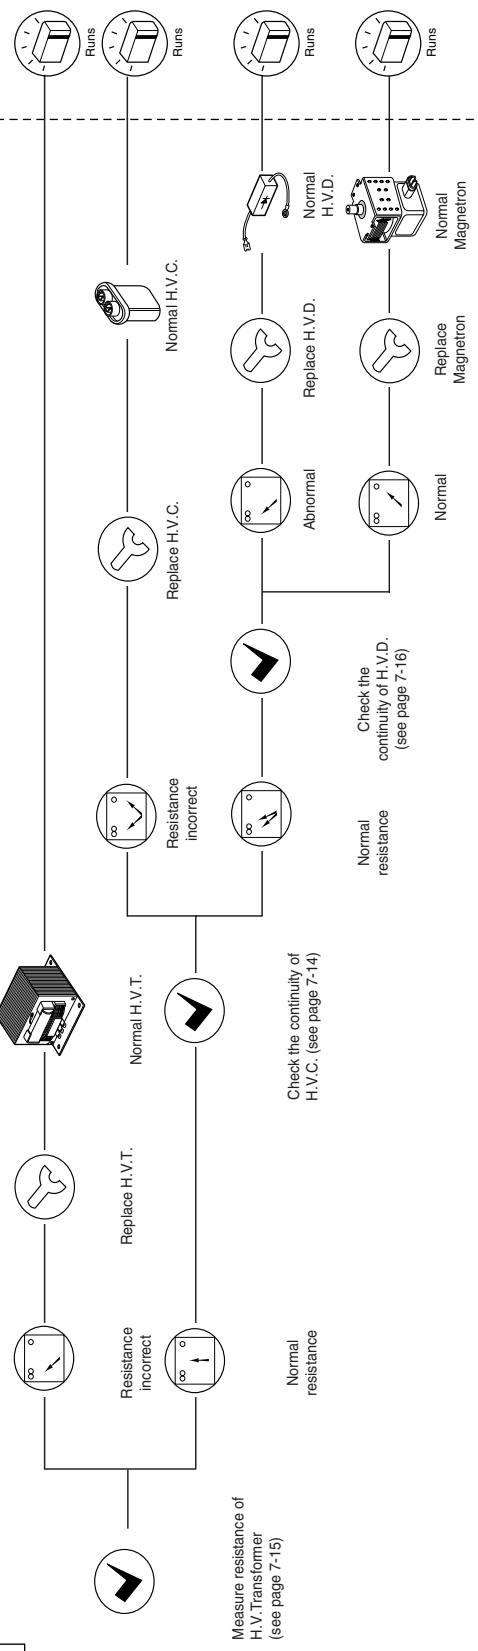 Measure resistance of
H.V.Transformer
(see page 7-15)
Resistance
incorrect
Replace H.V.T.
Normal H.V.T.
Runs
Normal
resistance
Check the continuity of
H.V.C. (see page 7-14)
Resistance
incorrect
Replace H.V.C.
Normal H.V.C.
Runs
Normal
resistance
Check the
continuity of H.V.D.
(see page 7-16)
Abnormal
Replace H.V.D.
Normal
H.V.D.
Runs
Normal
Replace
Magnetron
Normal
Magnetron
Runs